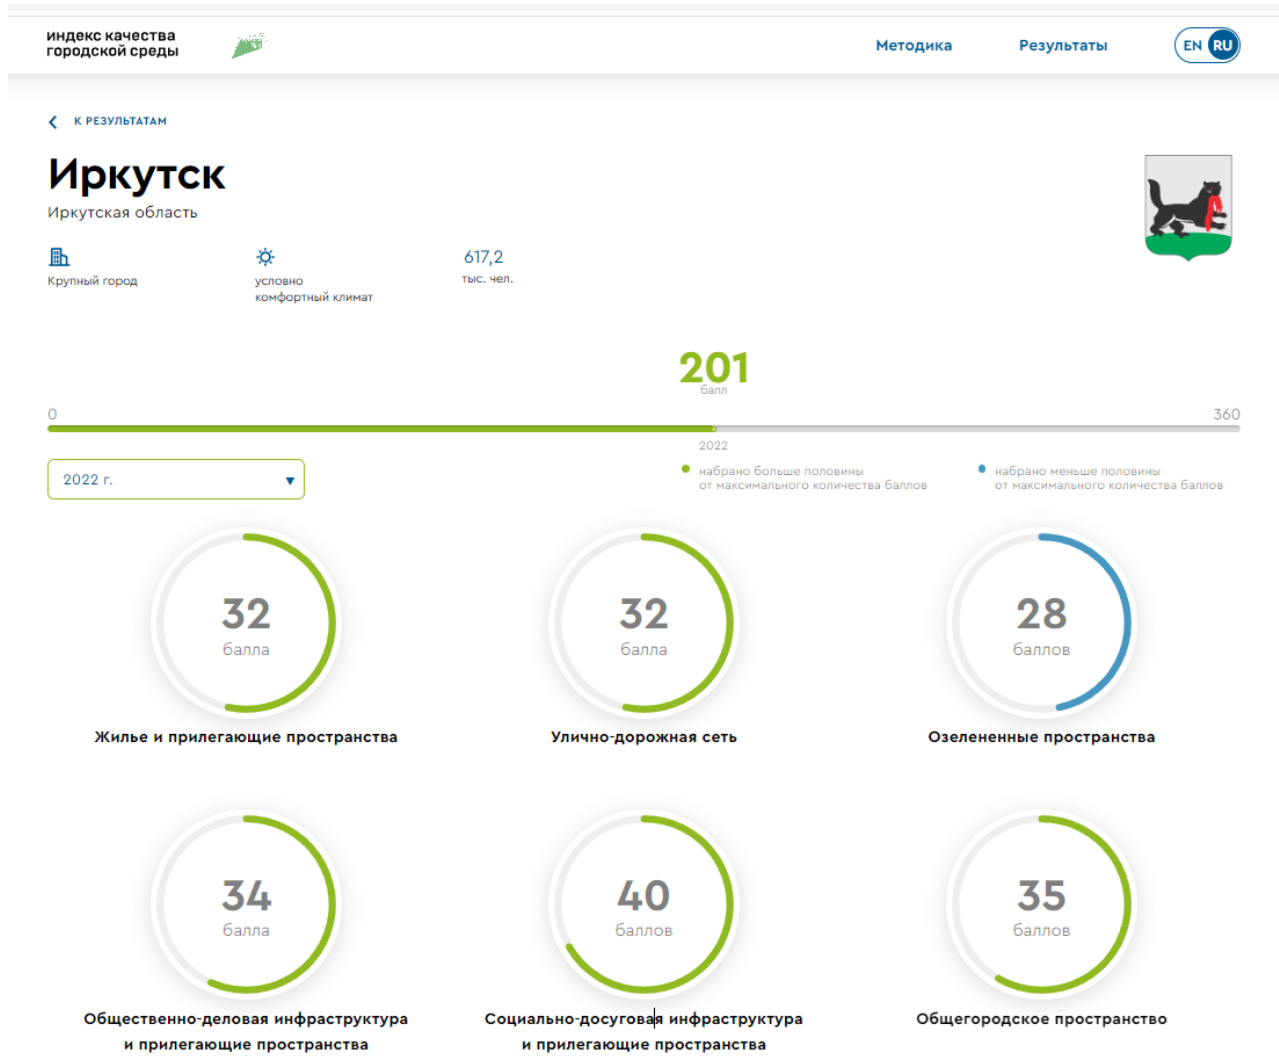 индекс качества
городской среды
Методика
Результаты
EN RU
К РЕЗУЛЬТАТАМ
Иркутск
Иркутская область
Крупный город
условно
комфортный климат
617,2
тыс. чел.
201
балл
0
360
2022
2022 г.
набрано больше половины
от максимального количества баллов
набрано меньше половины
от максимального количества баллов
32
балла
Жилье и прилегающие пространства
32
балла
Улично-дорожная сеть
28
баллов
Озелененные пространства
34
балла
Общественно-деловая инфраструктура
и прилегающие пространства
40
баллов
Социально-досуговая инфраструктура
и прилегающие пространства
35
баллов
Общегородское пространство